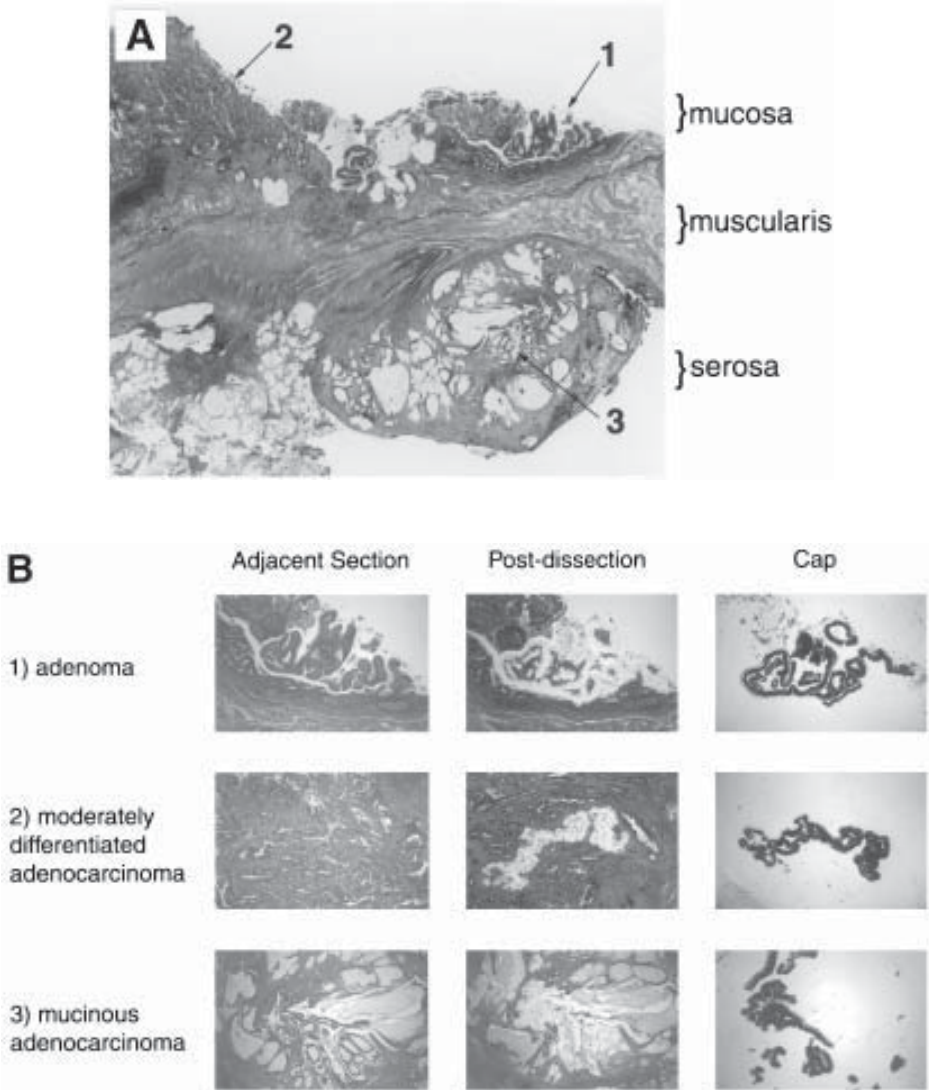 A
2
1
}mucosa
}muscularis
}serosa
3
B
Adjacent Section
Post-dissection
Cap
1) adenoma
2) moderately
differentiated
adenocarcinoma
3) mucinous
adenocarcinoma